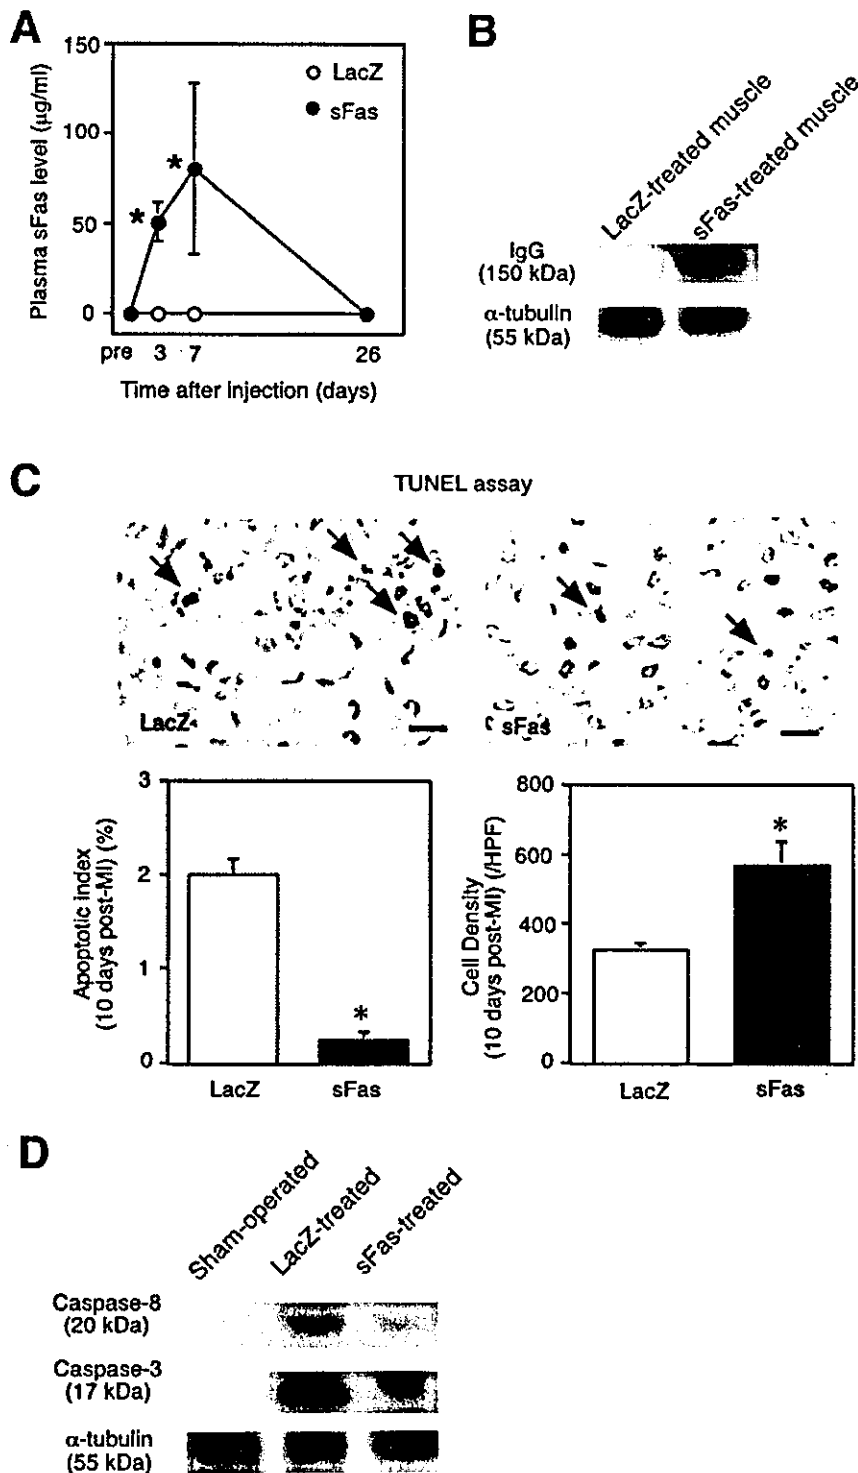 A
Plasma sFas level (μg/ml)
150
100
50
0
LacZ
sFas
*
*
pre 3 7 26
Time after injection (days)
B
LacZ-treated muscle
sFas-treated muscle
IgG
(150 kDa)
α-tubulin
(55 kDa)
C
TUNEL assay
LacZ
sFas
Apoptotic index
(10 days post-MI) (%)
3
2
1
0
*
LacZ sFas
Cell Density
(10 days post-MI) (/HPF)
800
600
400
200
0
*
LacZ sFas
D
Sham-operated
LacZ-treated
sFas-treated
Caspase-8
(20 kDa)
Caspase-3
(17 kDa)
α-tubulin
(55 kDa)